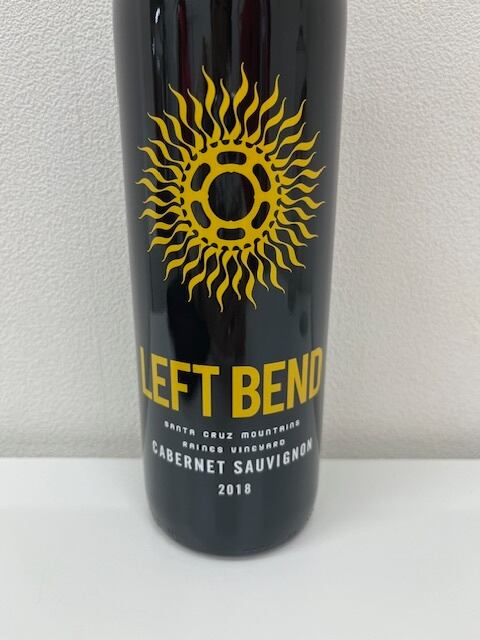 LEFT BEND
SANTA CRUZ MOUNTAINS
RAINES VINEYARD
CABERNET SAUVIGNON
2018